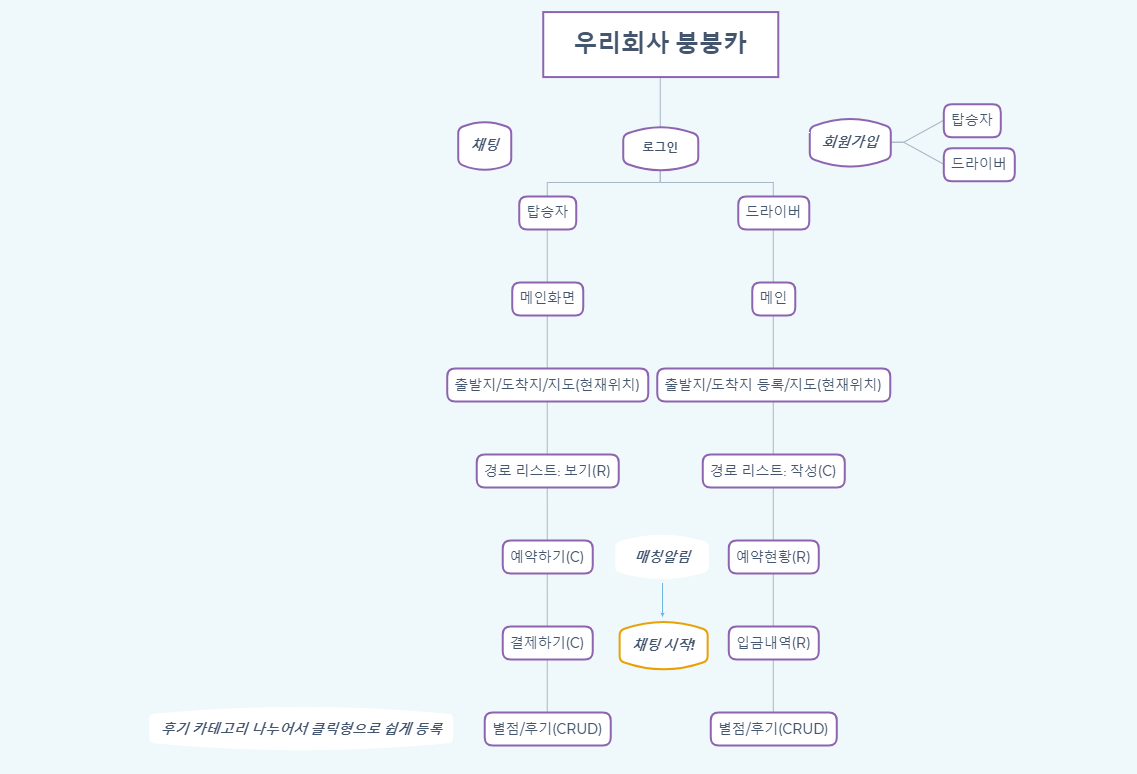 우리회사 붕붕카
채팅
로그인
회원가입
탑승자
드라이버
탑승자
드라이버
메인화면
메인
출발지/도착지/지도(현재위치)
출발지/도착지 등록/지도(현재위치)
경로 리스트: 보기(R)
경로 리스트: 작성(C)
예약하기(C)
매칭알림
예약현황(R)
결제하기(C)
채팅 시작!
입금내역(R)
후기 카테고리 나누어서 클릭형으로 쉽게 등록
별점/후기(CRUD)
별점/후기(CRUD)